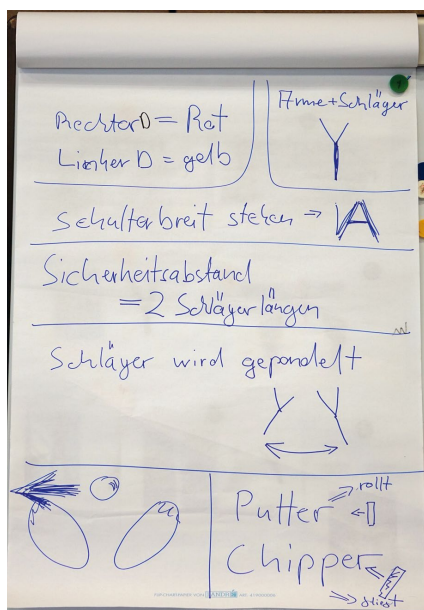 Rechter D = Rot
Linker D = gelb
Arme + Schläger
Schulterbreit stehen → A
Sicherheitsabstand
= 2 Schlägerlängen
Schläger wird gependelt
Putter
rollt
Chipper
fliegt